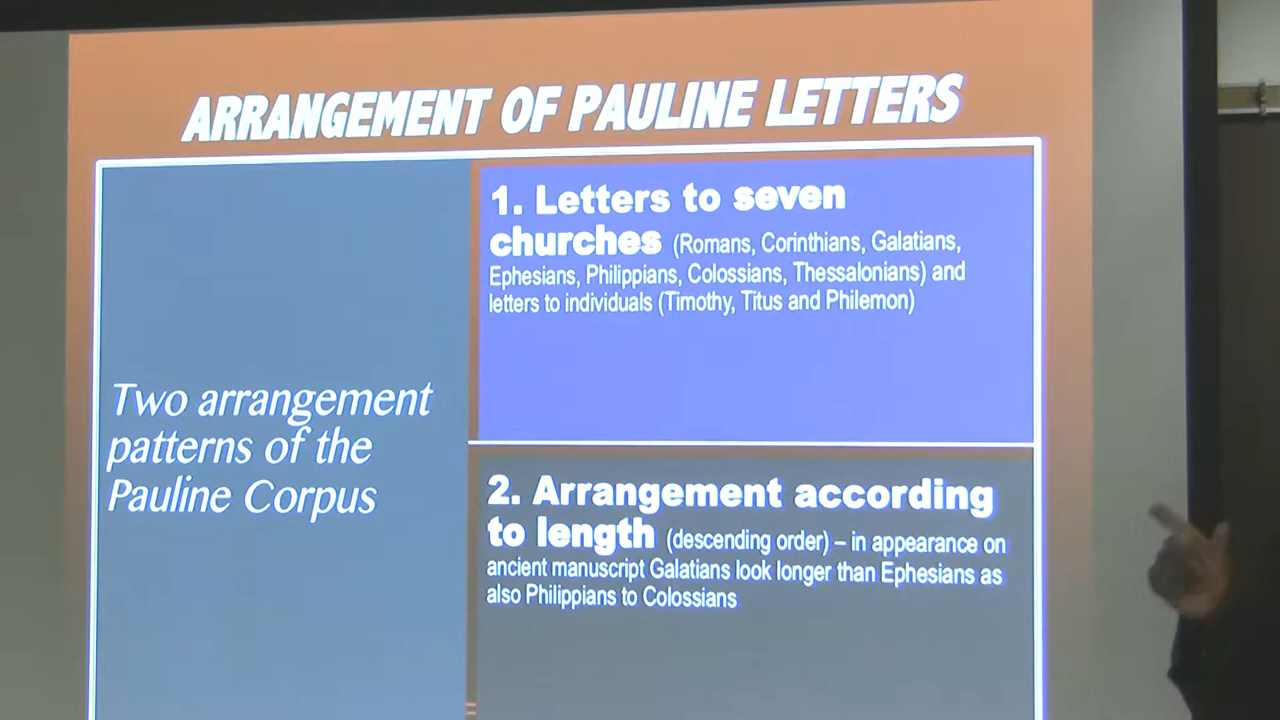 ARRANGEMENT OF PAULINE LETTERS
Two arrangement
patterns of the
Pauline Corpus
1. Letters to seven
churches (Romans, Corinthians, Galatians,
Ephesians, Philippians, Colossians, Thessalonians) and
letters to individuals (Timothy, Titus and Philemon)
2. Arrangement according
to length (descending order) – in appearance on
ancient manuscript Galatians look longer than Ephesians as
also Philippians to Colossians